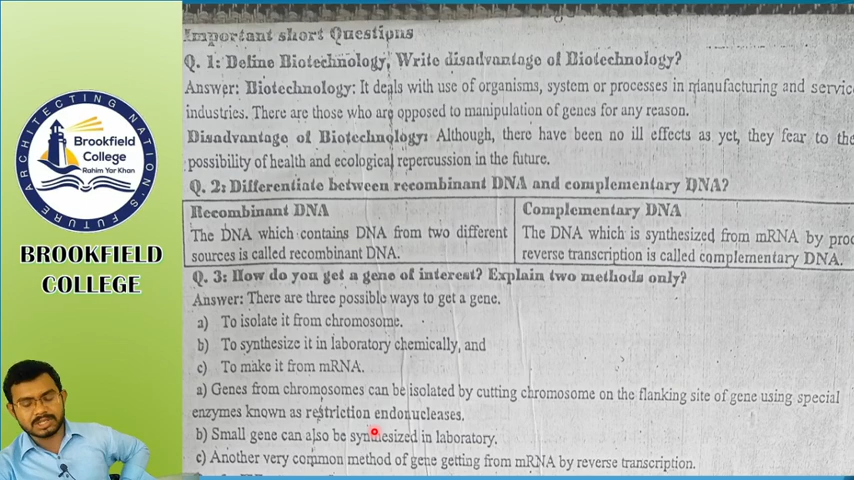 ARCHITECTING NATION'S FUTURE
Brookfield
College
Rahim Yar Khan
BROOKFIELD
COLLEGE
Important short Questions
Q. 1: Define Biotechnology, Write disadvantage of Biotechnology?
Answer: Biotechnology: It deals with use of organisms, system or processes in manufacturing and servic
industries. There are those who are opposed to manipulation of genes for any reason.
Disadvantage of Biotechnology: Although, there have been no ill effects as yet, they fear to the
possibility of health and ecological repercussion in the future.
Q. 2: Differentiate between recombinant DNA and complementary DNA?
Recombinant DNA
The DNA which contains DNA from two different
sources is called recombinant DNA.
Complementary DNA
The DNA which is synthesized from mRNA by proc
reverse transcription is called complementary DNA.
Q. 3: How do you get a gene of interest? Explain two methods only?
Answer: There are three possible ways to get a gene.
a) To isolate it from chromosome.
b) To synthesize it in laboratory chemically, and
c) To make it from mRNA.
a) Genes from chromosomes can be isolated by cutting chromosome on the flanking site of gene using special
enzymes known as restriction endonucleases.
b) Small gene can also be synthesized in laboratory.
c) Another very common method of gene getting from mRNA by reverse transcription.